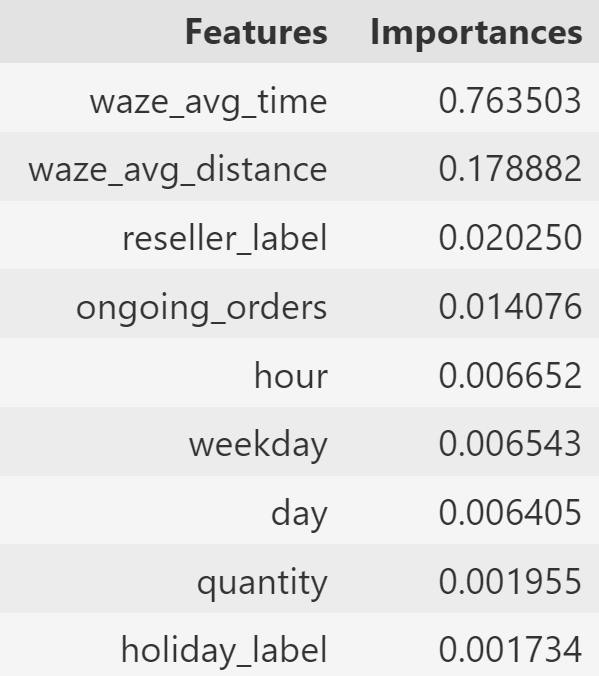 Features Importances
waze_avg_time 0.763503
waze_avg_distance 0.178882
reseller_label 0.020250
ongoing_orders 0.014076
hour 0.006652
weekday 0.006543
day 0.006405
quantity 0.001955
holiday_label 0.001734